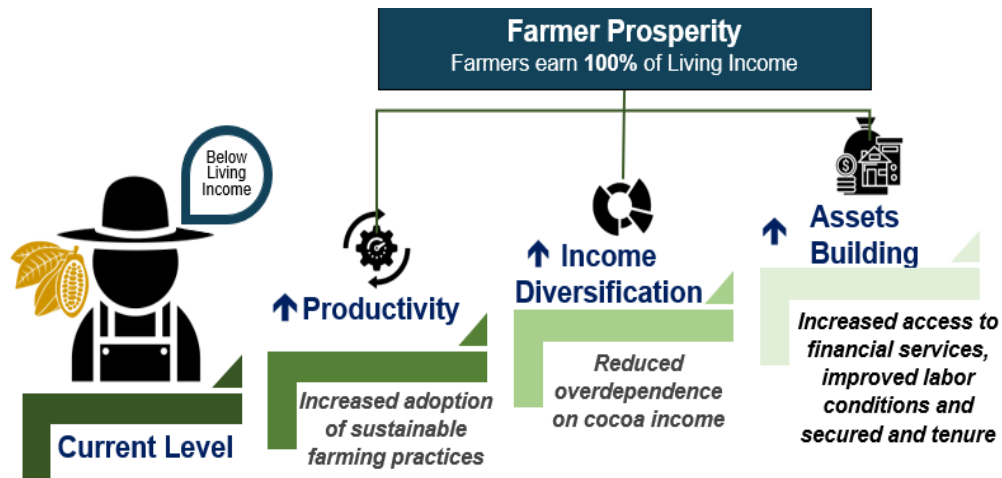 Farmer Prosperity
Farmers earn 100% of Living Income
Below
Living
Income
Current Level
Productivity
Increased adoption
of sustainable
farming practices
Income
Diversification
Reduced
overdependence
on cocoa income
Assets
Building
Increased access to
financial services,
improved labor
conditions and
secured and tenure